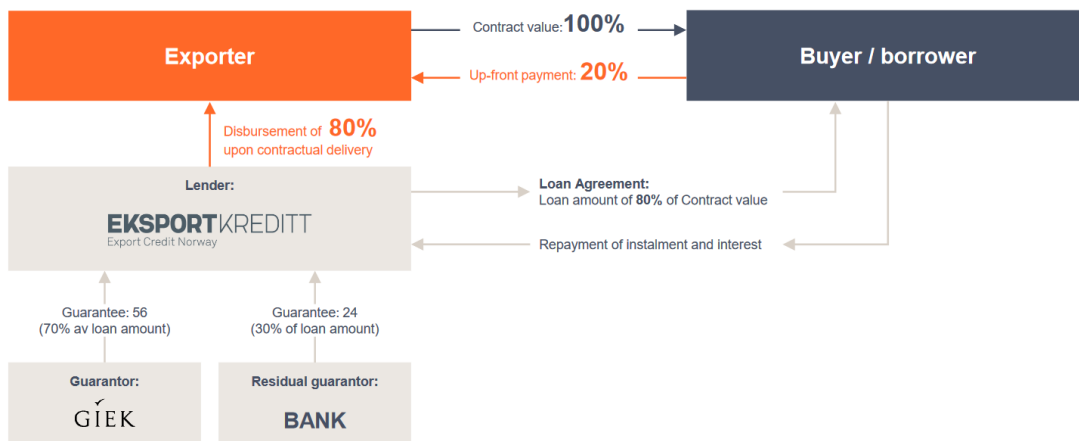 Exporter
Contract value: 100%
Buyer / borrower
Up-front payment: 20%
Disbursement of 80%
upon contractual delivery
Lender:
EKSPORTKREDITT
Export Credit Norway
Loan Agreement:
Loan amount of 80% of Contract value
Repayment of instalment and interest
Guarantee: 56
(70% av loan amount)
Guarantee: 24
(30% of loan amount)
Guarantor:
GIEK
Residual guarantor:
BANK